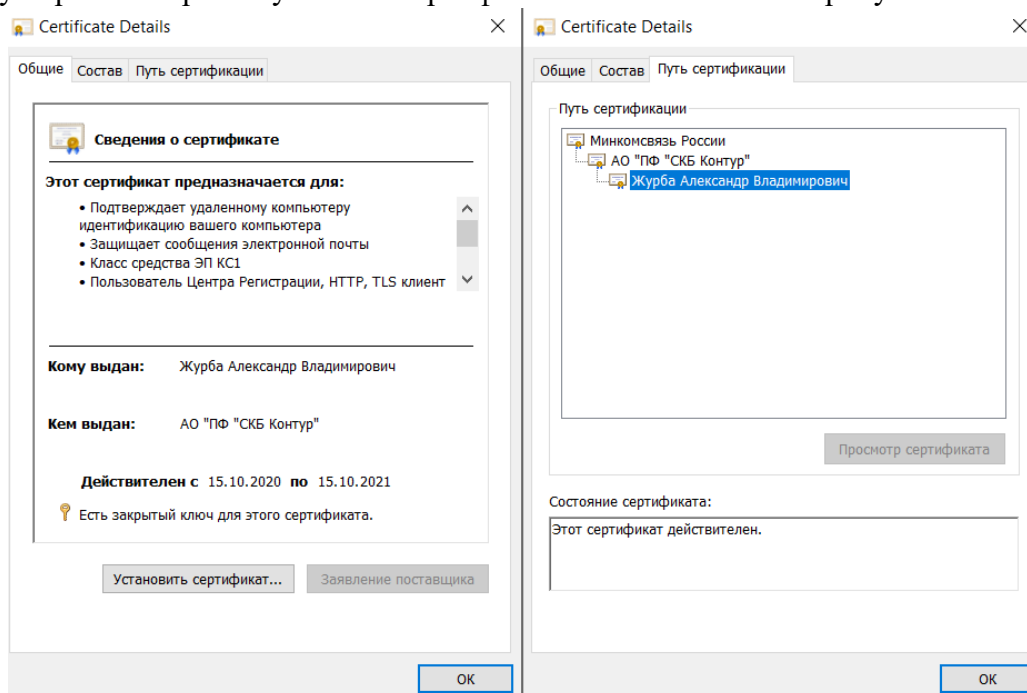 Certificate Details
Общие Состав Путь сертификации
Сведения о сертификате
Этот сертификат предназначается для:
• Подтверждает удаленному компьютеру
идентификацию вашего компьютера
• Защищает сообщения электронной почты
• Класс средства ЭП КС1
• Пользователь Центра Регистрации, HTTP, TLS клиент
Кому выдан: Журба Александр Владимирович
Кем выдан: АО "ПФ "СКБ Контур"
Действителен с 15.10.2020 по 15.10.2021
Есть закрытый ключ для этого сертификата.
Установить сертификат... Заявление поставщика
OK
Certificate Details
Общие Состав Путь сертификации
Путь сертификации
Минкомсвязь России
АО "ПФ "СКБ Контур"
Журба Александр Владимирович
Просмотр сертификата
Состояние сертификата:
Этот сертификат действителен.
OK